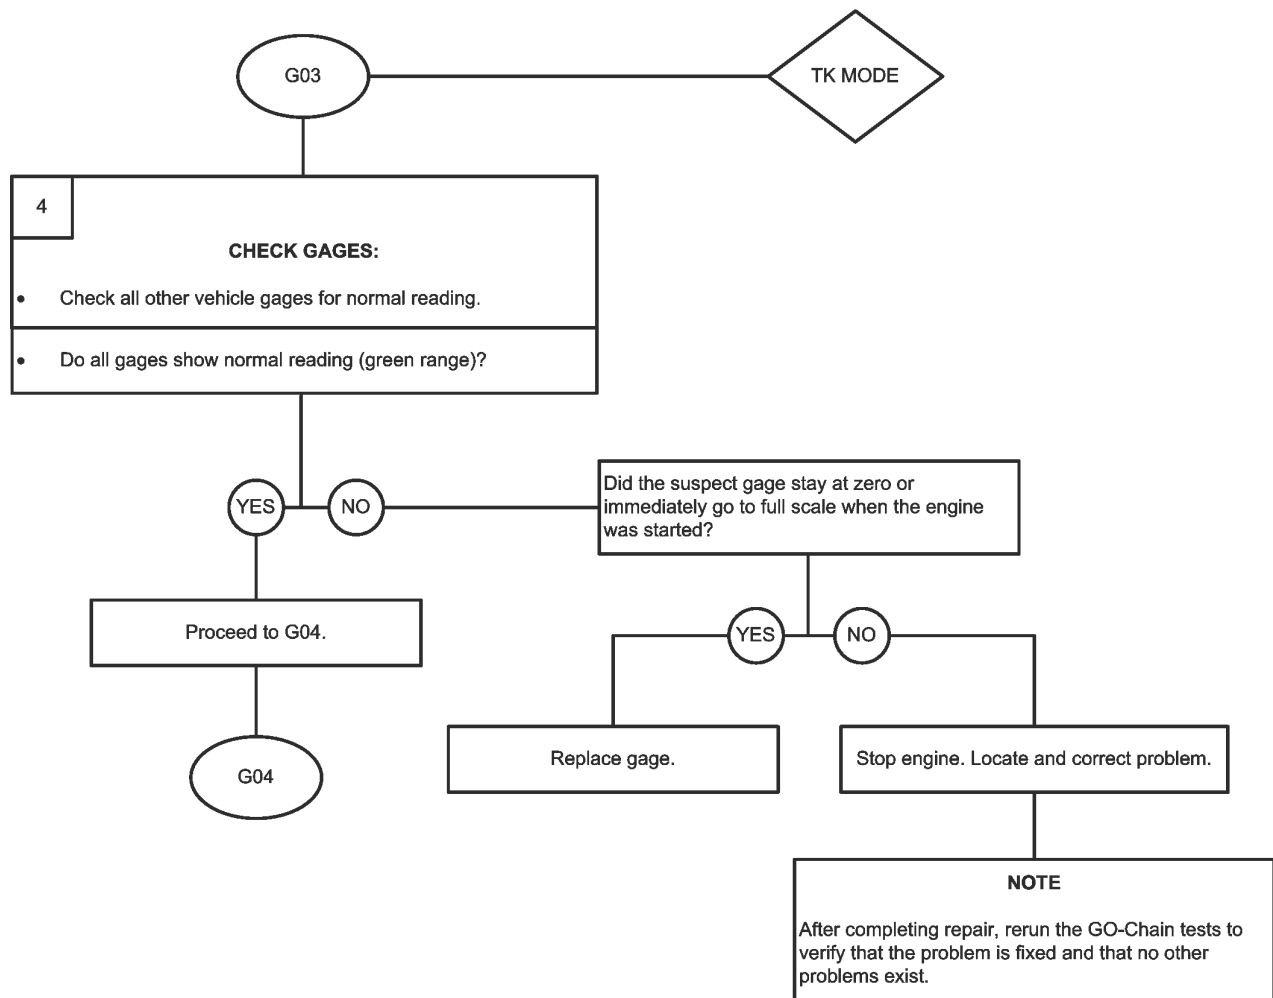 G03
TK MODE
4
CHECK GAGES:
• Check all other vehicle gages for normal reading.
• Do all gages show normal reading (green range)?
YES
NO
Did the suspect gage stay at zero or
immediately go to full scale when the engine
was started?
Proceed to G04.
YES
NO
G04
Replace gage.
Stop engine. Locate and correct problem.
NOTE
After completing repair, rerun the GO-Chain tests to
verify that the problem is fixed and that no other
problems exist.